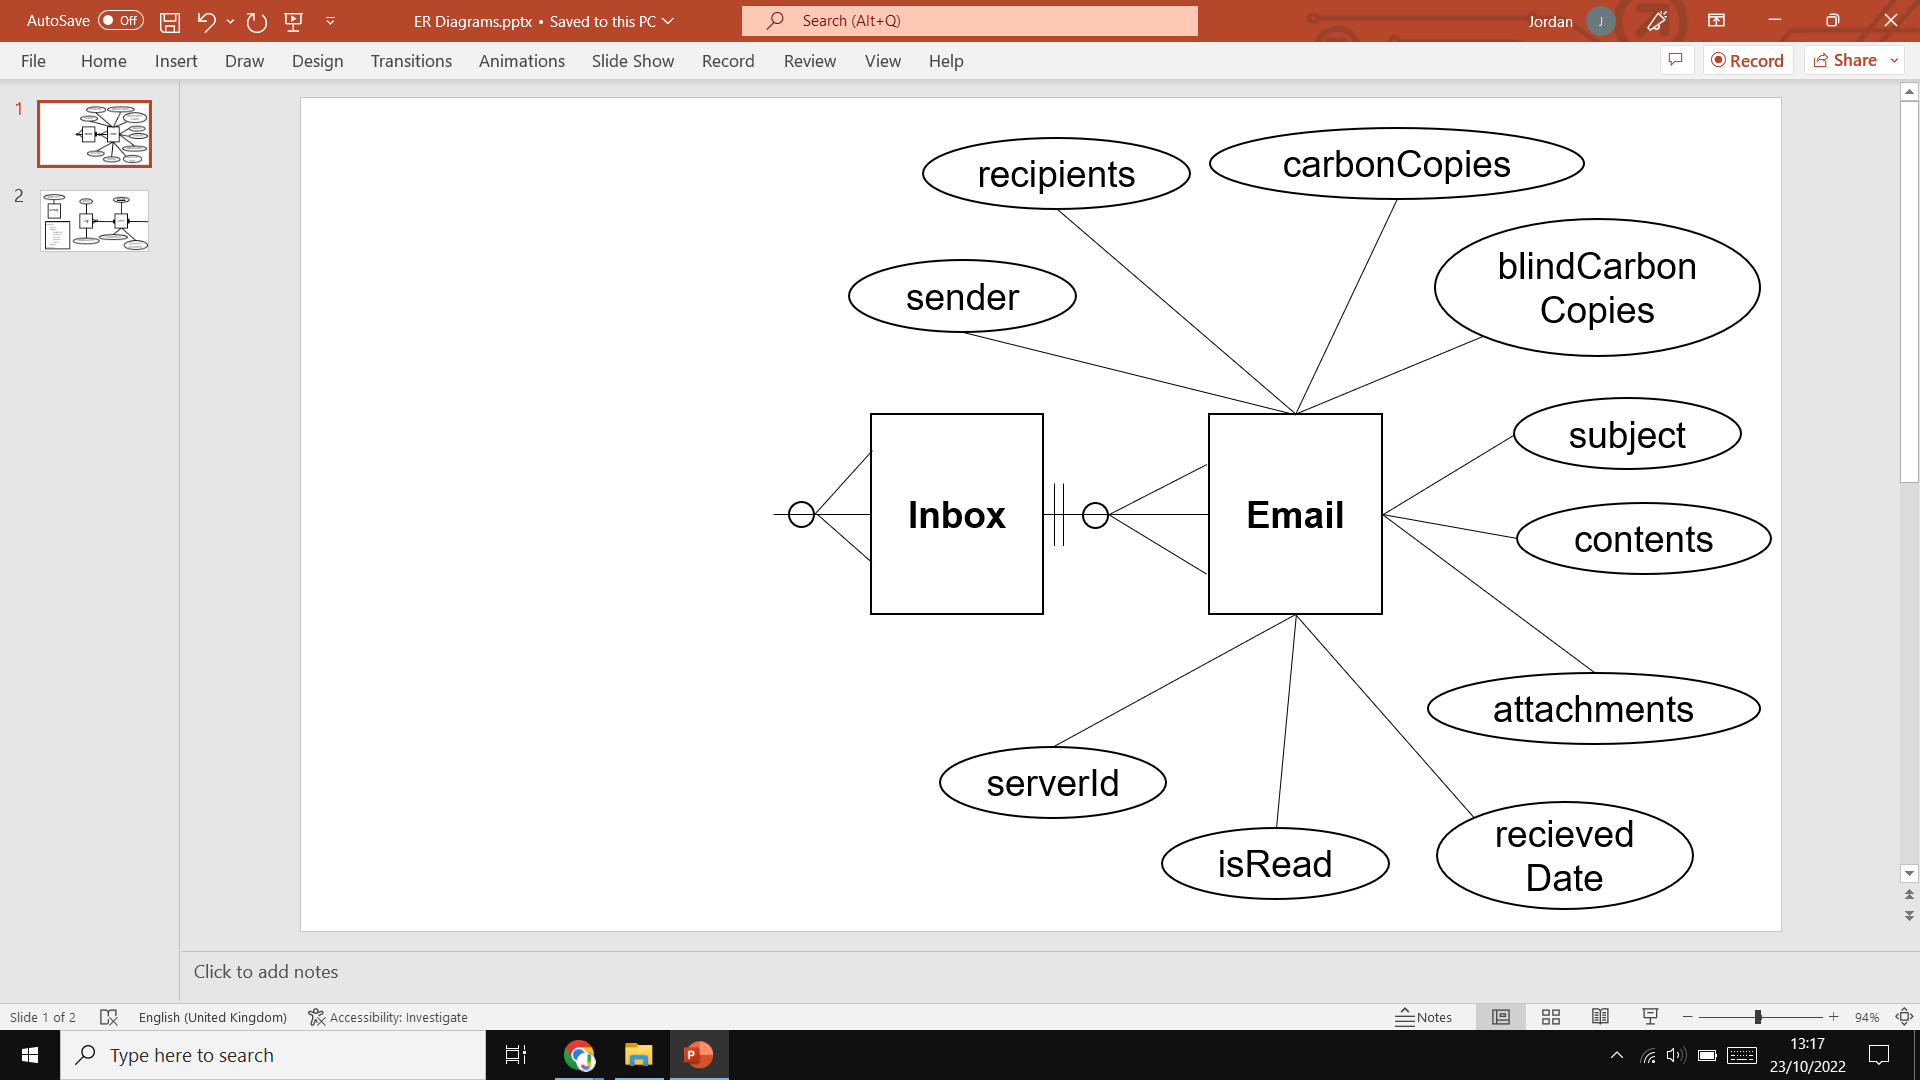 AutoSave Off ER Diagrams.pptx • Saved to this PC Search (Alt+Q) Jordan J
File Home Insert Draw Design Transitions Animations Slide Show Record Review View Help Record Share
1
2
recipients
carbonCopies
blindCarbon
Copies
sender
subject
Inbox
Email
contents
attachments
serverId
isRead
recieved
Date
Click to add notes
Slide 1 of 2 English (United Kingdom) Accessibility: Investigate Notes 94%
Type here to search
13:17
23/10/2022